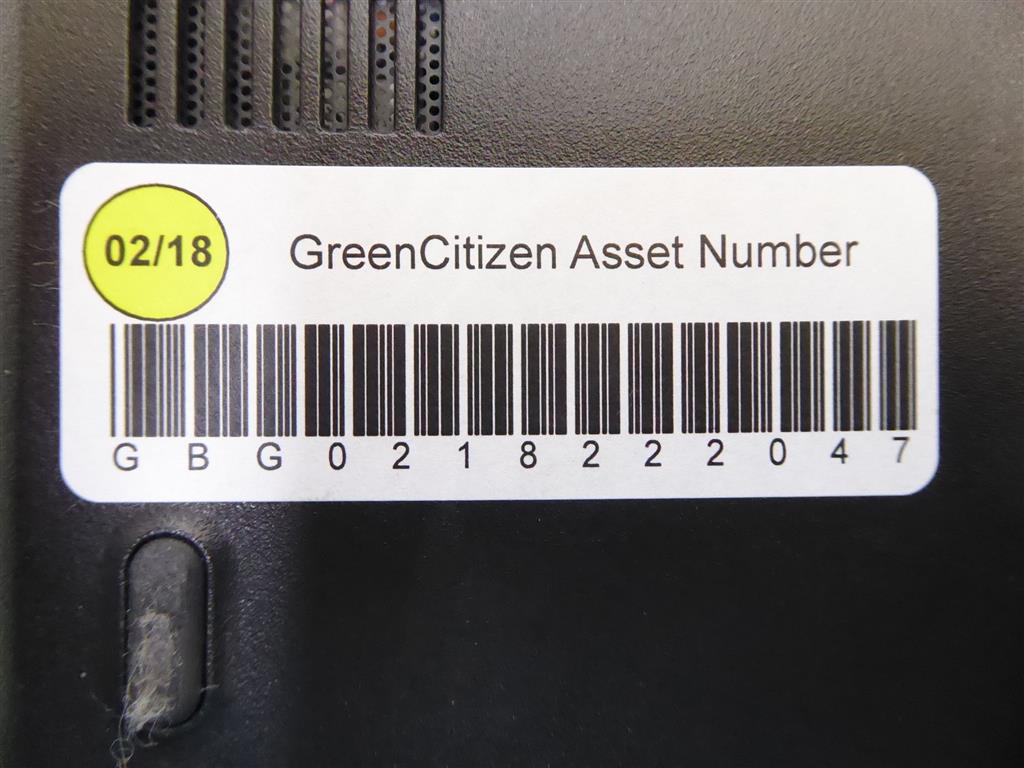 02/18
GreenCitizen Asset Number
GBG0218222047